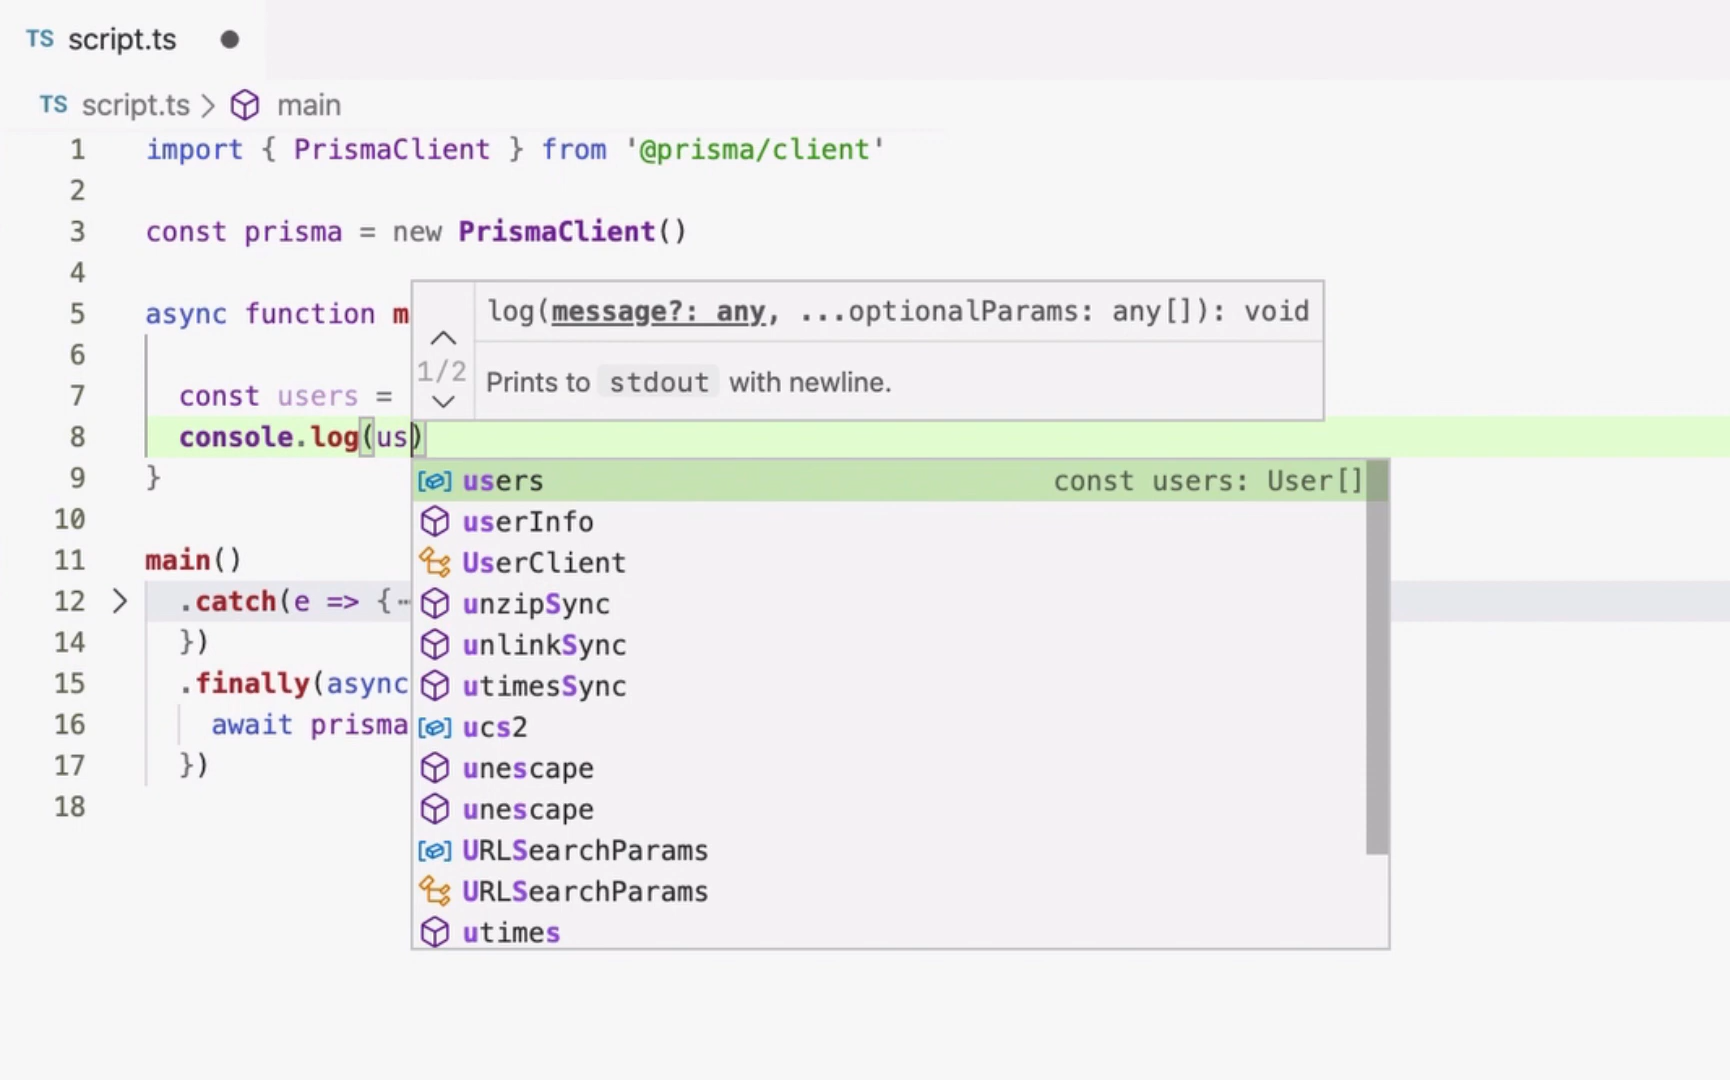 TS script.ts
TS script.ts > main
1 import { PrismaClient } from '@prisma/client'
2
3 const prisma = new PrismaClient()
4
5 async function m
6
7 const users =
8 console.log(us)
9 }
10
11 main()
12 .catch(e => {⋯
14 })
15 .finally(async
16 await prisma
17 })
18
log(message?: any, ...optionalParams: any[]): void
1/2
Prints to stdout with newline.
users const users: User[]
userInfo
UserClient
unzipSync
unlinkSync
utimesSync
ucs2
unescape
unescape
URLSearchParams
URLSearchParams
utimes